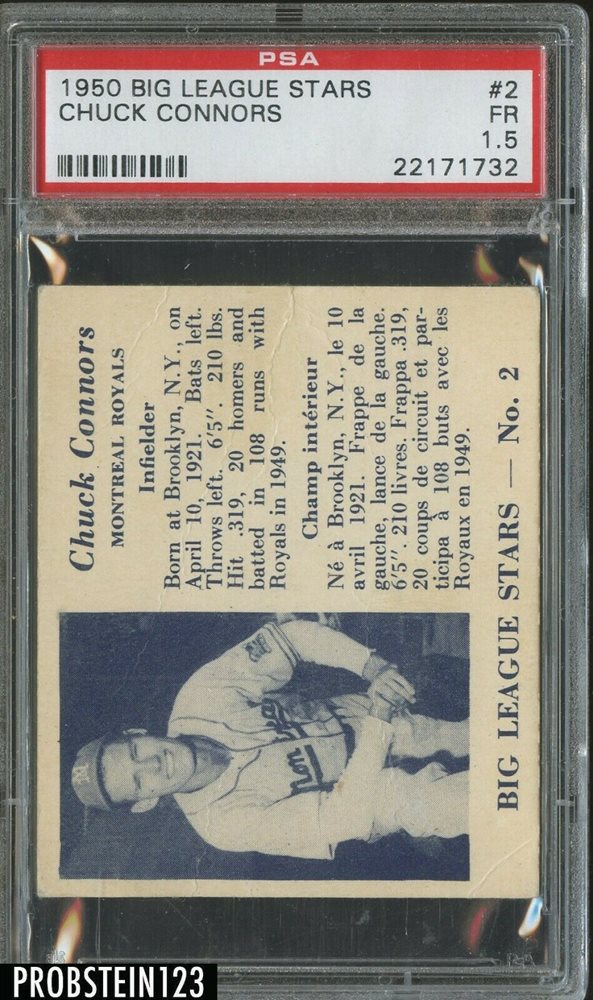 PSA
1950 BIG LEAGUE STARS #2
CHUCK CONNORS FR
1.5
22171732
Chuck Connors
MONTREAL ROYALS
Infielder
Born at Brooklyn, N.Y., on
April 10, 1921. Bats left.
Throws left. 6'5". 210 lbs.
Hit .319, 20 homers and
batted in 108 runs with
Royals in 1949.
Champ intérieur
Né à Brooklyn, N.Y., le 10
avril 1921. Frappe de la
gauche, lance de la gauche.
6'5". 210 livres. Frappa .319,
20 coups de circuit et par-
ticipa à 108 buts avec les
Royaux en 1949.
BIG LEAGUE STARS — No. 2
PROBSTEIN123